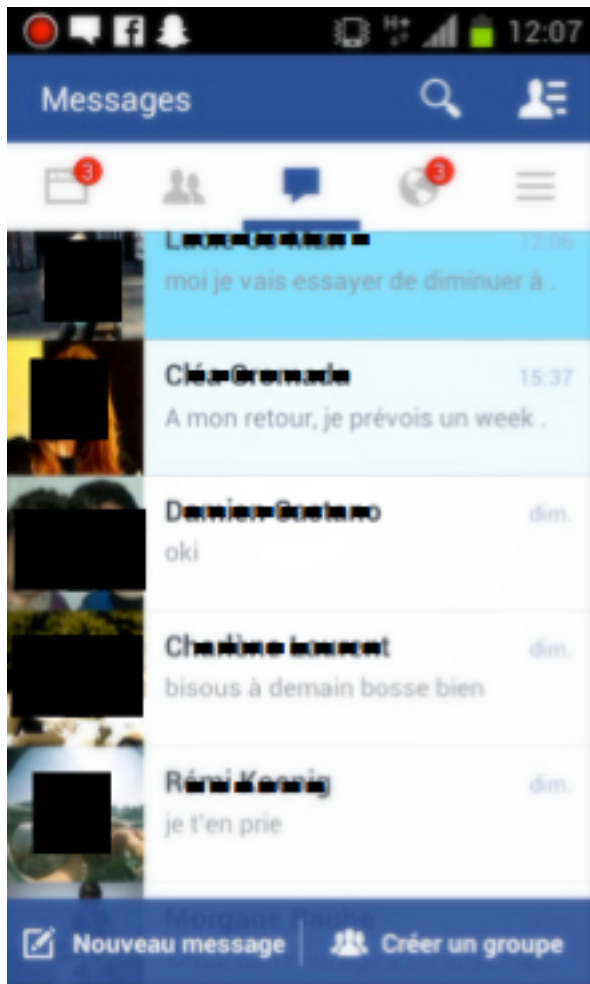 12:07
Messages
3 3
12:06
moi je vais essayer de diminuer à .
15:37
A mon retour, je prévois un week .
dim.
oki
dim.
bisous à demain bosse bien
dim.
je t'en prie
Morgane
Nouveau message
Créer un groupe